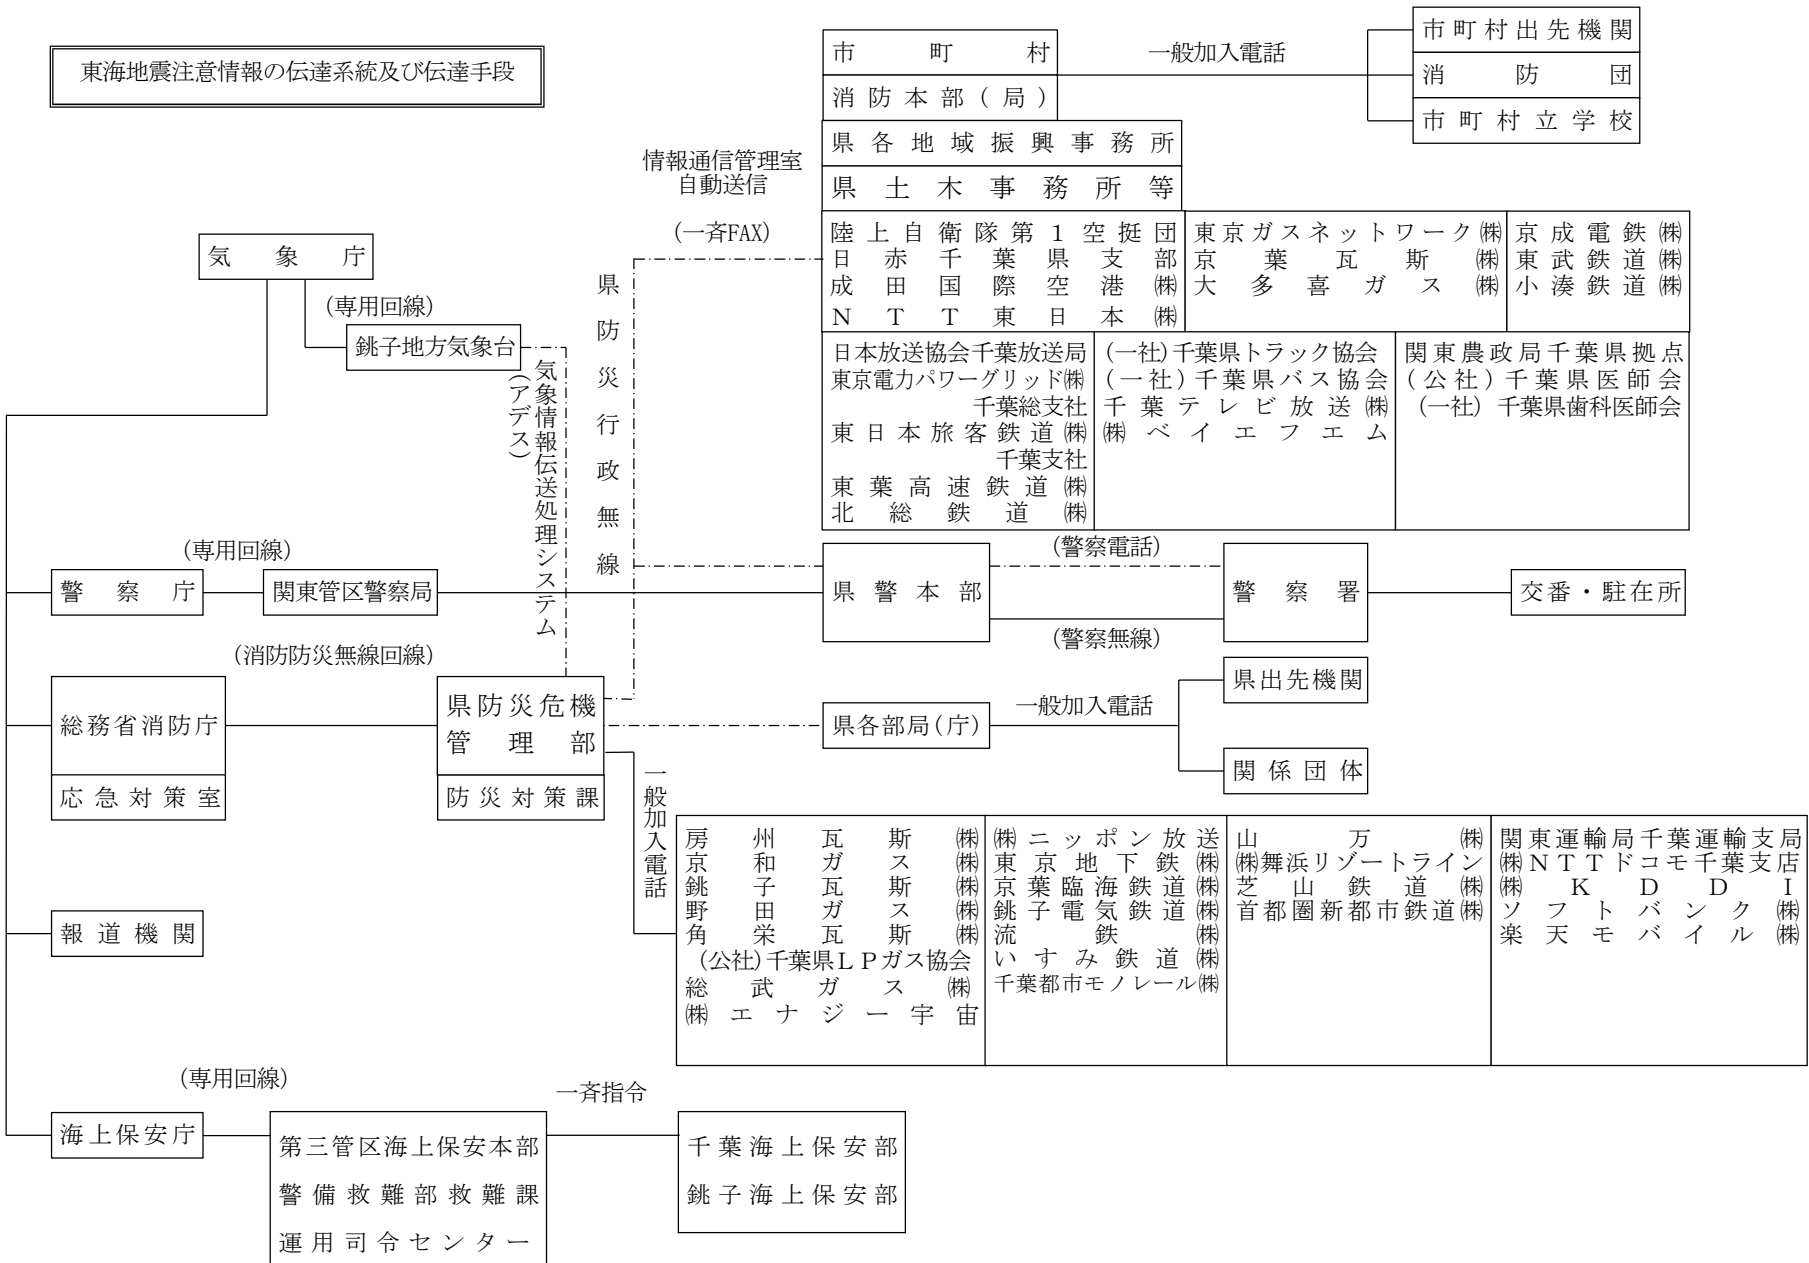 東海地震注意情報の伝達系統及び伝達手段
市町村
消防本部(局)
一般加入電話
市町村出先機関
消防団
市町村立学校
県各地域振興事務所
県土木事務所等
情報通信管理室
自動送信
(一斉FAX)
陸上自衛隊第1空挺団
日赤千葉県支部
成田国際空港㈱
NTT東日本㈱
東京ガスネットワーク㈱
京葉瓦斯㈱
大多喜ガス㈱
京成電鉄㈱
東武鉄道㈱
小湊鉄道㈱
日本放送協会千葉放送局
東京電力パワーグリッド㈱
千葉総支社
東日本旅客鉄道㈱
千葉支社
東葉高速鉄道㈱
北総鉄道㈱
(一社)千葉県トラック協会
(一社)千葉県バス協会
千葉テレビ放送㈱
㈱ベイエフエム
関東農政局千葉県拠点
(公社)千葉県医師会
(一社)千葉県歯科医師会
気象庁
(専用回線)
銚子地方気象台
気象情報伝送処理システム
(アデス)
県防災行政無線
(専用回線)
警察庁
関東管区警察局
県警本部
(警察電話)
(警察無線)
警察署
交番・駐在所
(消防防災無線回線)
総務省消防庁
応急対策室
県防災危機
管理部
防災対策課
県各部局(庁)
一般加入電話
県出先機関
関係団体
一般加入電話
房州瓦斯㈱
京和ガス㈱
銚子瓦斯㈱
野田ガス㈱
角栄瓦斯㈱
(公社)千葉県LPガス協会
総武ガス㈱
㈱エナジー宇宙
㈱ニッポン放送
東京地下鉄㈱
京葉臨海鉄道㈱
銚子電気鉄道㈱
流鉄㈱
いすみ鉄道㈱
千葉都市モノレール㈱
山万㈱
㈱舞浜リゾートライン
芝山鉄道㈱
首都圏新都市鉄道㈱
関東運輸局千葉運輸支局
㈱NTTドコモ千葉支店
㈱KDDI
ソフトバンク㈱
楽天モバイル㈱
報道機関
(専用回線)
海上保安庁
第三管区海上保安本部
警備救難部救難課
運用司令センター
一斉指令
千葉海上保安部
銚子海上保安部